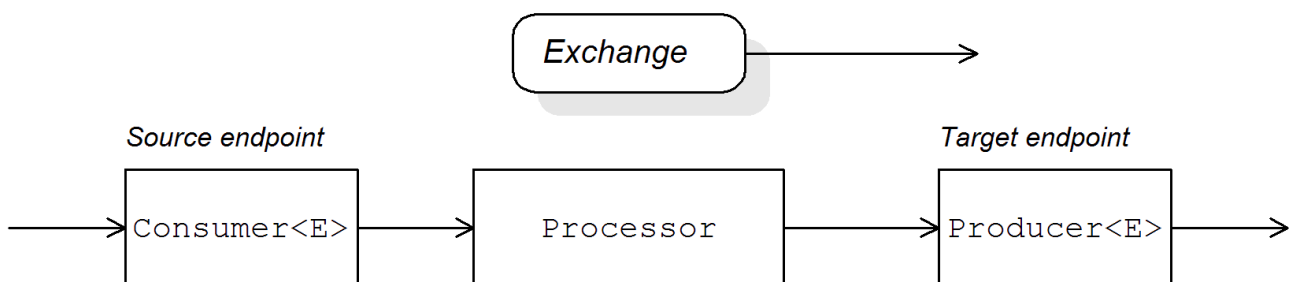 Exchange
Source endpoint
Target endpoint
Consumer<E>
Processor
Producer<E>